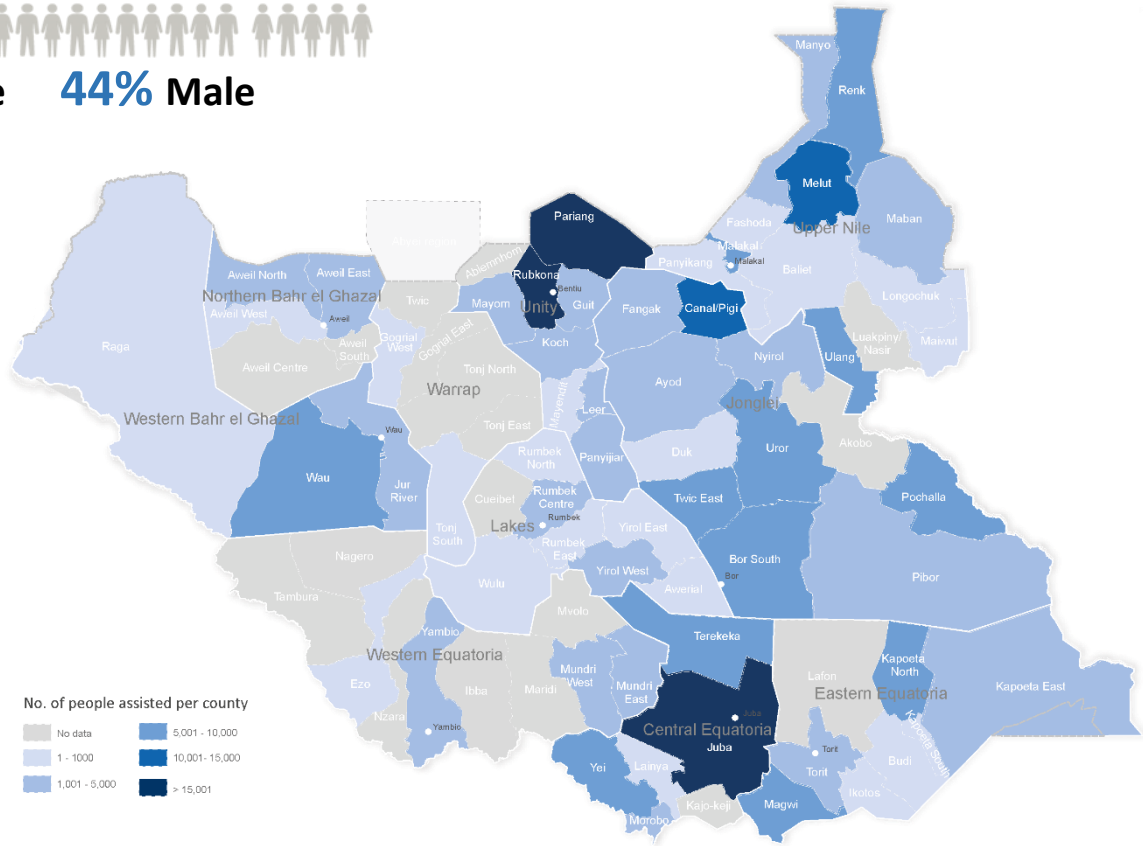 e 44% Male
Manyo
Renk
Melut
Maban
Pariang
Fashoda
Upper Nile
Malakal
Malakal
Panyikang
Baliet
Abiemnhom
Rubkona
Bentiu
Unity
Guit
Mayom
Koch
Fangak
Canal/Pigi
Longochuk
Luakpiny/
Nasir
Maiwut
Ulang
Nyirol
Aweil North
Aweil East
Northern Bahr el Ghazal
Aweil West
Aweil
Aweil
South
Aweil Centre
Twic
Gogrial
West
Gogrial East
Tonj North
Warrap
Tonj East
Raga
Western Bahr el Ghazal
Wau
Wau
Jur
River
Mayendit
Leer
Panyijiar
Ayod
Jonglei
Duk
Uror
Akobo
Pochalla
Twic East
Rumbek
North
Cueibet
Rumbek
Centre
Lakes
Rumbek
Rumbek
East
Tonj
South
Yirol East
Yirol West
Awerial
Wulu
Bor South
Bor
Pibor
Nagero
Tambura
Mvolo
Yambio
Western Equatoria
Ezo
Nzara
Yambio
Ibba
Maridi
Mundri
West
Mundri
East
Terekeka
Juba
Central Equatoria
Juba
Lafon
Kapoeta
North
Eastern Equatoria
Kapoeta East
Kapoeta South
Budi
Torit
Torit
Ikotos
Magwi
Kajo-keji
Lainya
Yei
Morobo
No. of people assisted per county
No data
5,001 - 10,000
1 - 1000
10,001- 15,000
1,001 - 5,000
> 15,001